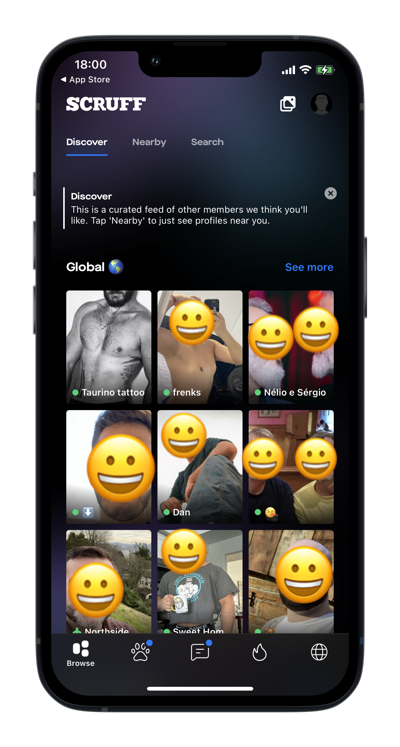 18:00
◀ App Store
SCRUFF
Discover Nearby Search
Discover
This is a curated feed of other members we think you'll
like. Tap 'Nearby' to just see profiles near you.
Global 🌎 See more
Taurino tattoo frenks Nélio e Sérgio
⬇️ Dan 😘
Northside Sweet Hom
Browse